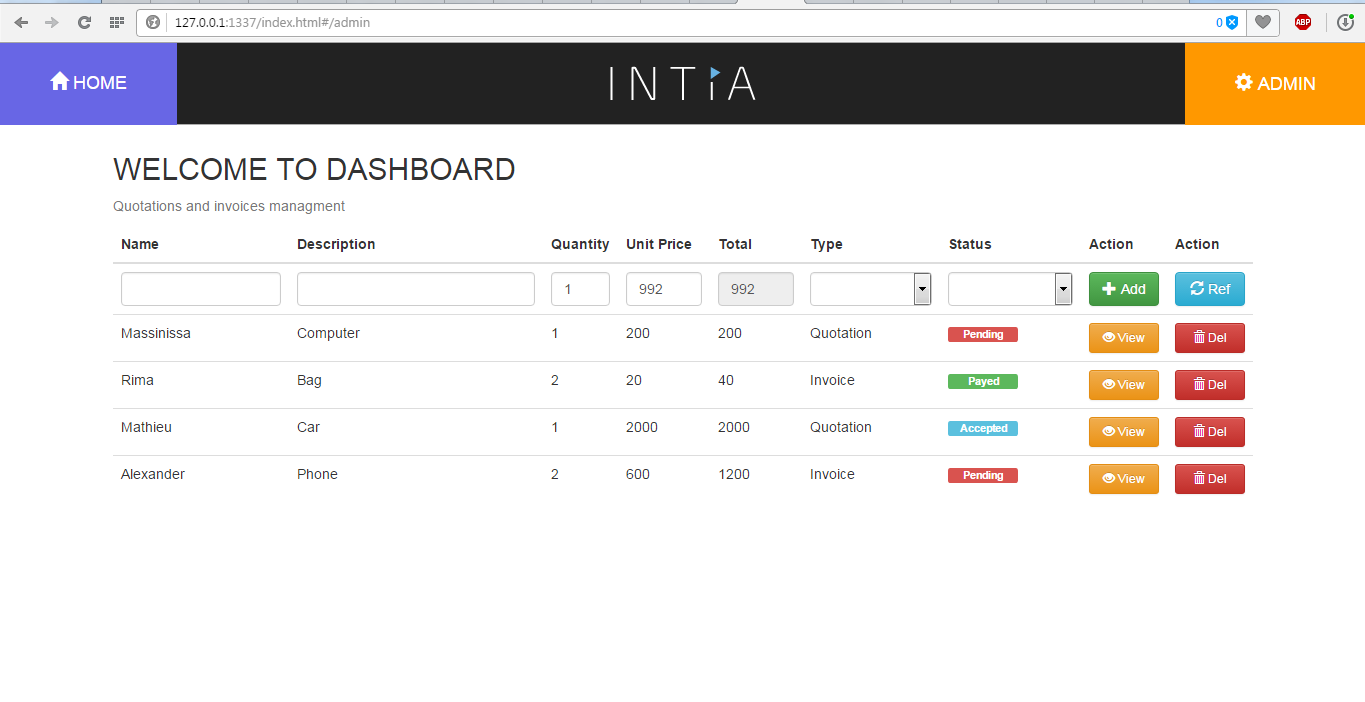 127.0.0.1:1337/index.html#/admin 0 ABP
HOME INTiA ADMIN
WELCOME TO DASHBOARD
Quotations and invoices managment
Name Description Quantity Unit Price Total Type Status Action Action
1 992 992 Add Ref
Massinissa Computer 1 200 200 Quotation Pending View Del
Rima Bag 2 20 40 Invoice Payed View Del
Mathieu Car 1 2000 2000 Quotation Accepted View Del
Alexander Phone 2 600 1200 Invoice Pending View Del